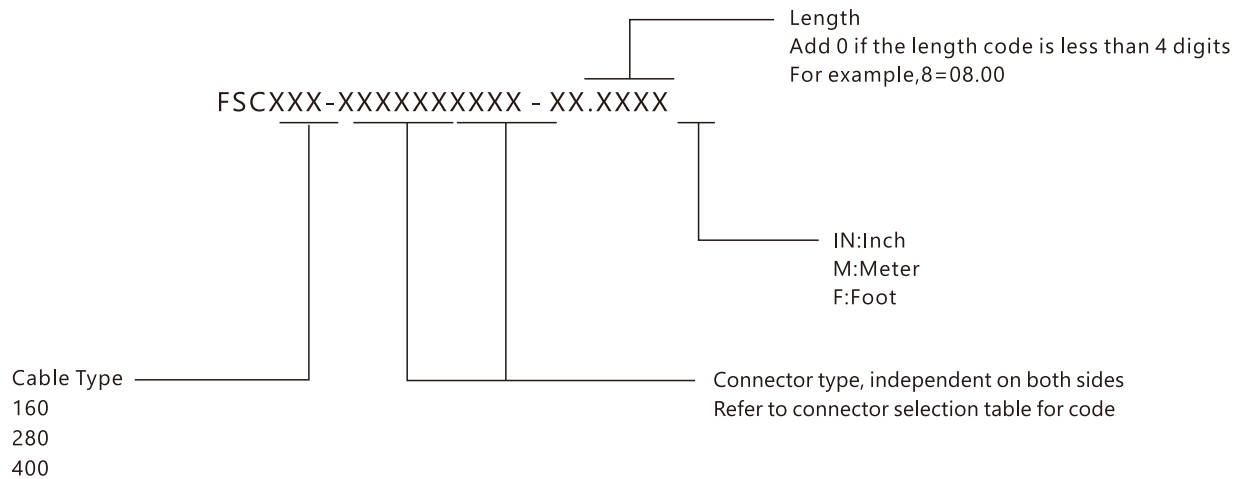 Length
Add 0 if the length code is less than 4 digits
For example,8=08.00
FSCXXX-XXXXXXXXXX - XX.XXXX
IN:Inch
M:Meter
F:Foot
Cable Type
160
280
400
Connector type, independent on both sides
Refer to connector selection table for code